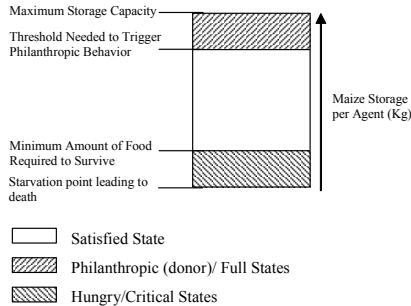 Maximum Storage Capacity
Threshold Needed to Trigger
Philanthropic Behavior
Maize Storage
per Agent (Kg)
Minimum Amount of Food
Required to Survive
Starvation point leading to
death
Satisfied State
Philanthropic (donor)/ Full States
Hungry/Critical States